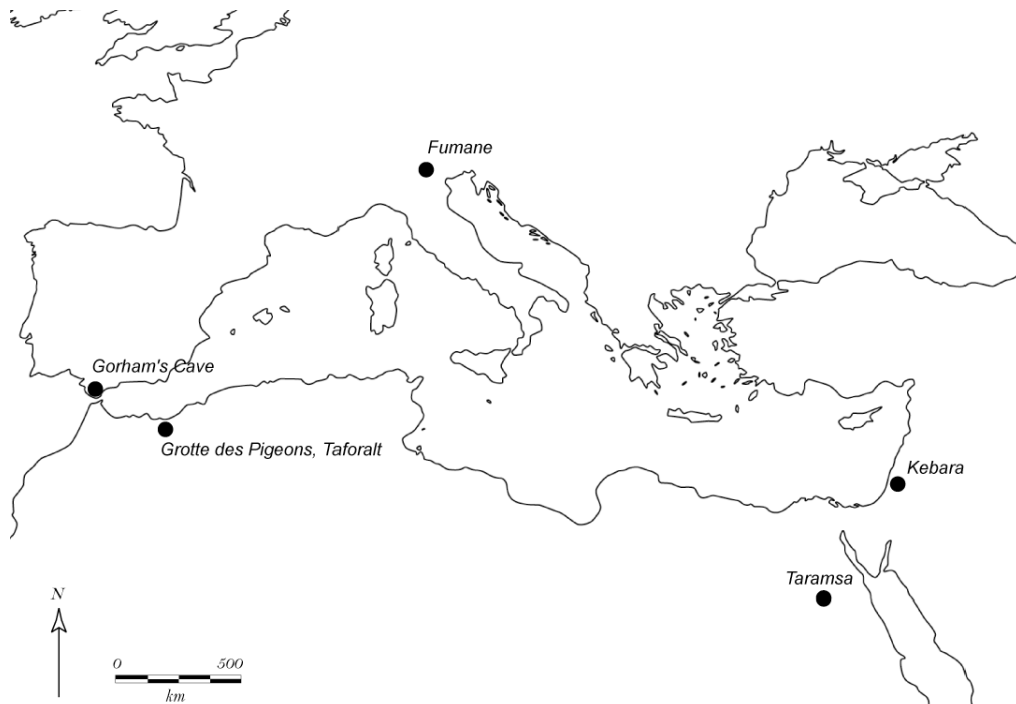 Fumane
Gorham's Cave
Grotte des Pigeons, Taforalt
Kebara
Taramsa
N
0 500
km